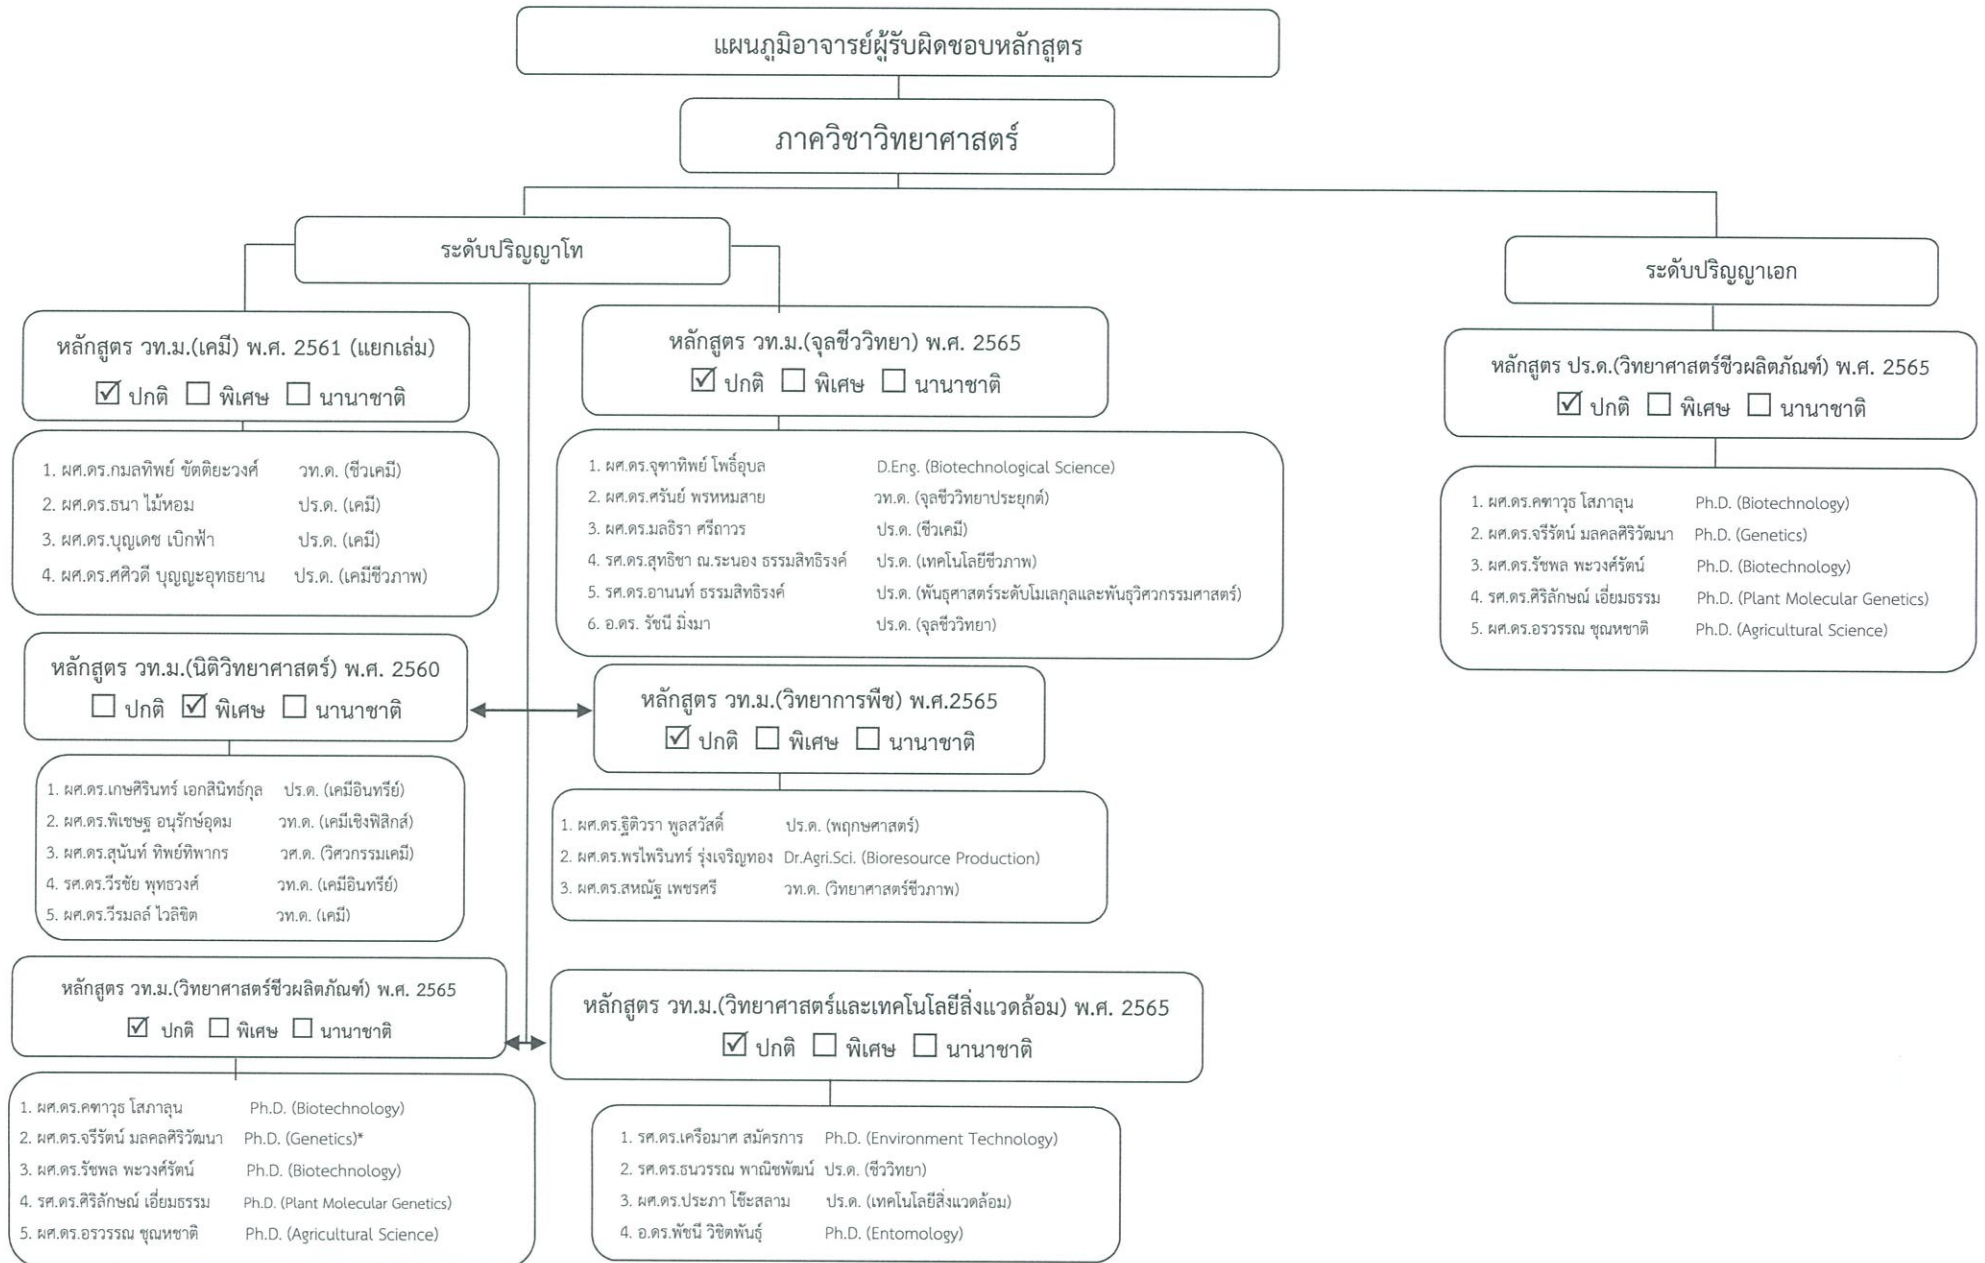 แผนภูมิอาจารย์ผู้รับผิดชอบหลักสูตร
ภาควิชาวิทยาศาสตร์
ระดับปริญญาโท
ระดับปริญญาเอก
หลักสูตร วท.ม.(เคมี) พ.ศ. 2561 (แยกเล่ม)
☑ ปกติ ☐ พิเศษ ☐ นานาชาติ
1. ผศ.ดร.กมลทิพย์ ขัตติยะวงศ์ วท.ด. (ชีวเคมี)
2. ผศ.ดร.ธนา ไม้หอม ปร.ด. (เคมี)
3. ผศ.ดร.บุญเดช เบิกฟ้า ปร.ด. (เคมี)
4. ผศ.ดร.ศศิวดี บุญญะอุทธยาน ปร.ด. (เคมีชีวภาพ)
หลักสูตร วท.ม.(จุลชีววิทยา) พ.ศ. 2565
☑ ปกติ ☐ พิเศษ ☐ นานาชาติ
1. ผศ.ดร.จุฑาทิพย์ โพธิ์อุบล D.Eng. (Biotechnological Science)
2. ผศ.ดร.ศรันย์ พรหหมสาย วท.ด. (จุลชีววิทยาประยุกต์)
3. ผศ.ดร.มลธิรา ศรีถาวร ปร.ด. (ชีวเคมี)
4. รศ.ดร.สุทธิชา ณ.ระนอง ธรรมสิทธิรงค์ ปร.ด. (เทคโนโลยีชีวภาพ)
5. รศ.ดร.อานนท์ ธรรมสิทธิรงค์ ปร.ด. (พันธุศาสตร์ระดับโมเลกุลและพันธุวิศวกรรมศาสตร์)
6. อ.ดร. รัชนี มิ่งมา ปร.ด. (จุลชีววิทยา)
หลักสูตร ปร.ด.(วิทยาศาสตร์ชีวผลิตภัณฑ์) พ.ศ. 2565
☑ ปกติ ☐ พิเศษ ☐ นานาชาติ
1. ผศ.ดร.คฑาวุธ โสภาลุน Ph.D. (Biotechnology)
2. ผศ.ดร.จรีรัตน์ มลคลศิริวัฒนา Ph.D. (Genetics)
3. ผศ.ดร.รัชพล พะวงศ์รัตน์ Ph.D. (Biotechnology)
4. รศ.ดร.ศิริลักษณ์ เอี่ยมธรรม Ph.D. (Plant Molecular Genetics)
5. ผศ.ดร.อรวรรณ ชุณหชาติ Ph.D. (Agricultural Science)
หลักสูตร วท.ม.(นิติวิทยาศาสตร์) พ.ศ. 2560
☐ ปกติ ☑ พิเศษ ☐ นานาชาติ
1. ผศ.ดร.เกษศิรินทร์ เอกสินิทธ์กุล ปร.ด. (เคมีอินทรีย์)
2. ผศ.ดร.พิเชษฐ อนุรักษ์อุดม วท.ด. (เคมีเชิงฟิสิกส์)
3. ผศ.ดร.สุนันท์ ทิพย์ทิพากร วศ.ด. (วิศวกรรมเคมี)
4. รศ.ดร.วีรชัย พุทธวงศ์ วท.ด. (เคมีอินทรีย์)
5. ผศ.ดร.วีรมลล์ ไวลิขิต วท.ด. (เคมี)
หลักสูตร วท.ม.(วิทยาการพืช) พ.ศ.2565
☑ ปกติ ☐ พิเศษ ☐ นานาชาติ
1. ผศ.ดร.ฐิติวรา พูลสวัสดิ์ ปร.ด. (พฤกษศาสตร์)
2. ผศ.ดร.พรไพรินทร์ รุ่งเจริญทอง Dr.Agri.Sci. (Bioresource Production)
3. ผศ.ดร.สหณัฐ เพชรศรี วท.ด. (วิทยาศาสตร์ชีวภาพ)
หลักสูตร วท.ม.(วิทยาศาสตร์ชีวผลิตภัณฑ์) พ.ศ. 2565
☑ ปกติ ☐ พิเศษ ☐ นานาชาติ
1. ผศ.ดร.คฑาวุธ โสภาลุน Ph.D. (Biotechnology)
2. ผศ.ดร.จรีรัตน์ มลคลศิริวัฒนา Ph.D. (Genetics)*
3. ผศ.ดร.รัชพล พะวงศ์รัตน์ Ph.D. (Biotechnology)
4. รศ.ดร.ศิริลักษณ์ เอี่ยมธรรม Ph.D. (Plant Molecular Genetics)
5. ผศ.ดร.อรวรรณ ชุณหชาติ Ph.D. (Agricultural Science)
หลักสูตร วท.ม.(วิทยาศาสตร์และเทคโนโลยีสิ่งแวดล้อม) พ.ศ. 2565
☑ ปกติ ☐ พิเศษ ☐ นานาชาติ
1. รศ.ดร.เครือมาศ สมัครการ Ph.D. (Environment Technology)
2. รศ.ดร.ธนวรรณ พาณิชพัฒน์ ปร.ด. (ชีววิทยา)
3. ผศ.ดร.ประภา โซ๊ะสลาม ปร.ด. (เทคโนโลยีสิ่งแวดล้อม)
4. อ.ดร.พัชนี วิชิตพันธุ์ Ph.D. (Entomology)